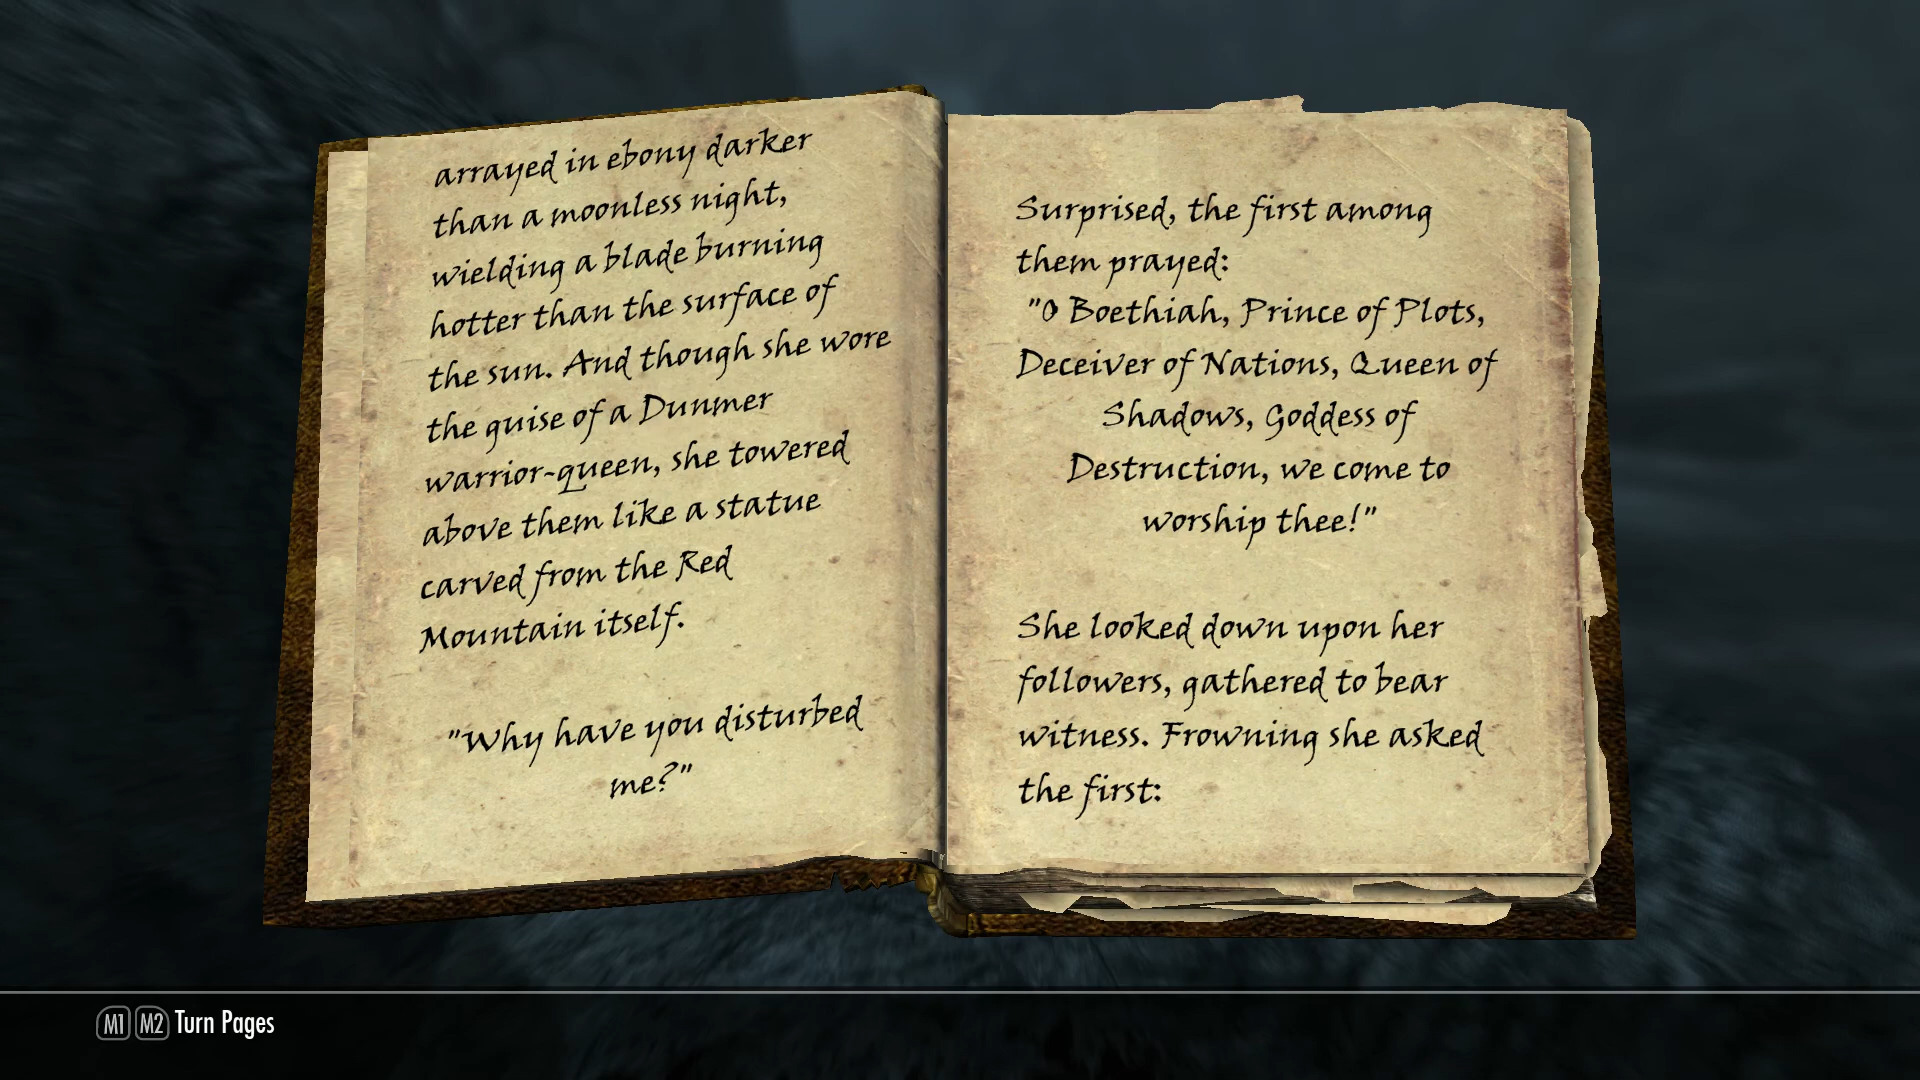 arrayed in ebony darker
than a moonless night,
wielding a blade burning
hotter than the surface of
the sun. And though she wore
the guise of a Dunmer
warrior-queen, she towered
above them like a statue
carved from the Red
Mountain itself.
"Why have you disturbed
me?"
Surprised, the first among
them prayed:
"O Boethiah, Prince of Plots,
Deceiver of Nations, Queen of
Shadows, Goddess of
Destruction, we come to
worship thee!"
She looked down upon her
followers, gathered to bear
witness. Frowning she asked
the first:
M1 M2 Turn Pages